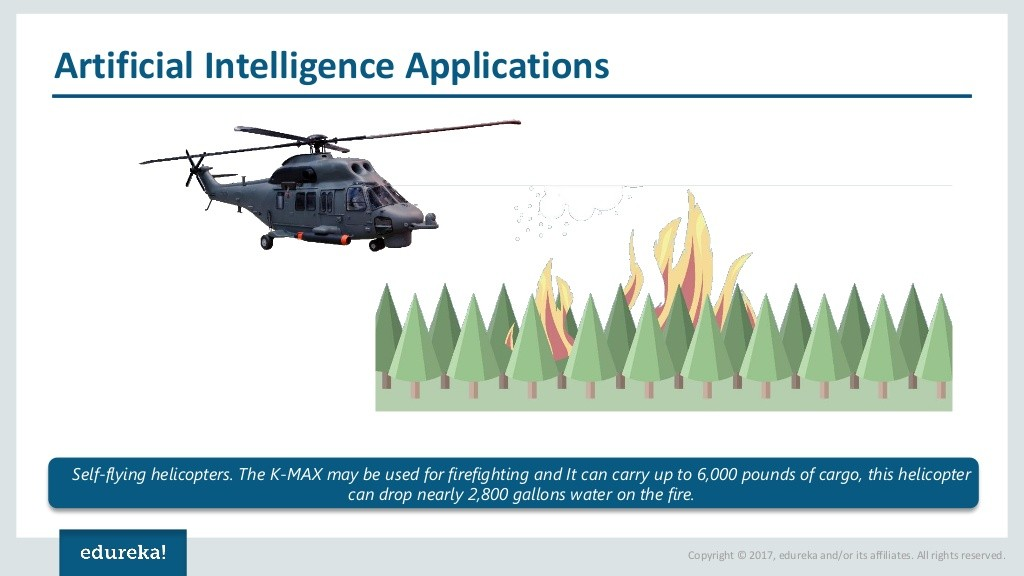 Artificial Intelligence Applications
Self-flying helicopters. The K-MAX may be used for firefighting and It can carry up to 6,000 pounds of cargo, this helicopter
can drop nearly 2,800 gallons water on the fire.
edureka!
Copyright © 2017, edureka and/or its affiliates. All rights reserved.